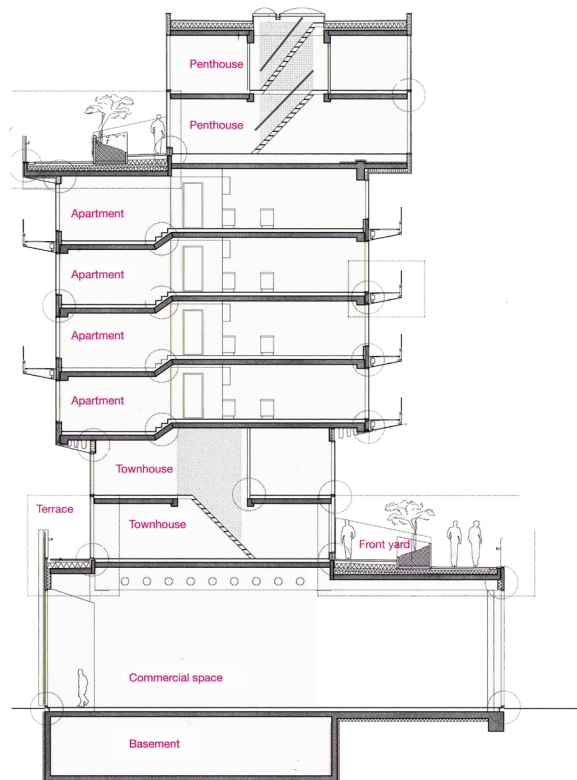 Penthouse
Penthouse
Apartment
Apartment
Apartment
Apartment
Townhouse
Terrace
Townhouse
Front yard
Commercial space
Basement